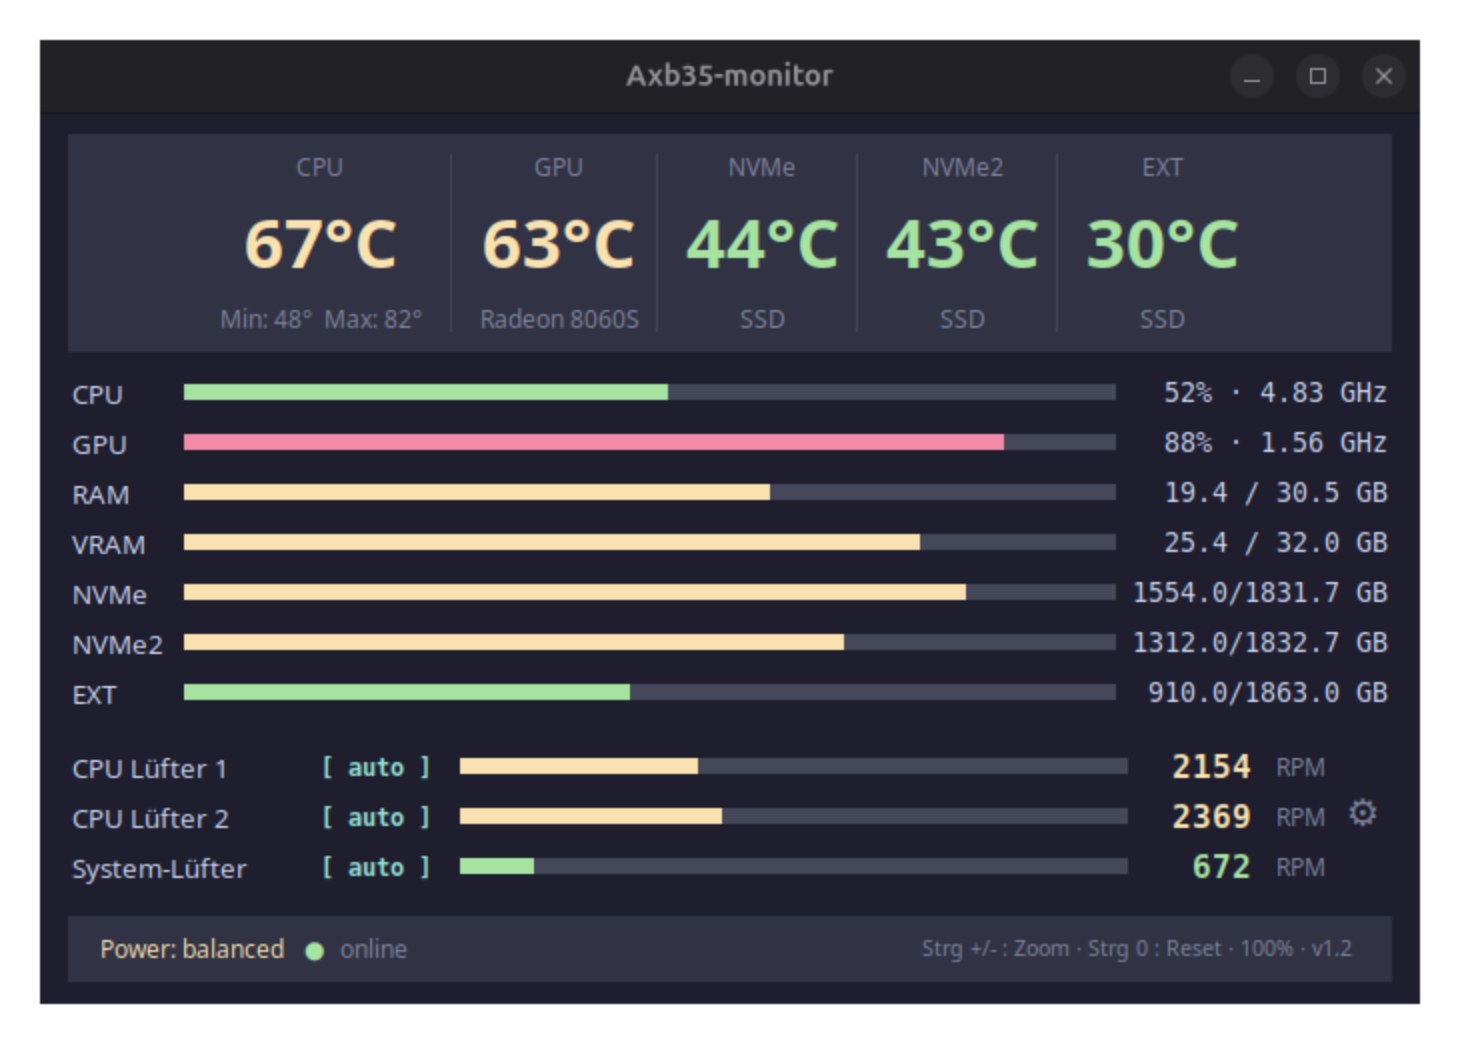 Axb35-monitor
CPU GPU NVMe NVMe2 EXT
67°C 63°C 44°C 43°C 30°C
Min: 48° Max: 82° Radeon 8060S SSD SSD SSD
CPU 52% · 4.83 GHz
GPU 88% · 1.56 GHz
RAM 19.4 / 30.5 GB
VRAM 25.4 / 32.0 GB
NVMe 1554.0/1831.7 GB
NVMe2 1312.0/1832.7 GB
EXT 910.0/1863.0 GB
CPU Lüfter 1 [ auto ] 2154 RPM
CPU Lüfter 2 [ auto ] 2369 RPM
System-Lüfter [ auto ] 672 RPM
Power: balanced ● online Strg +/- : Zoom · Strg 0 : Reset · 100% · v1.2